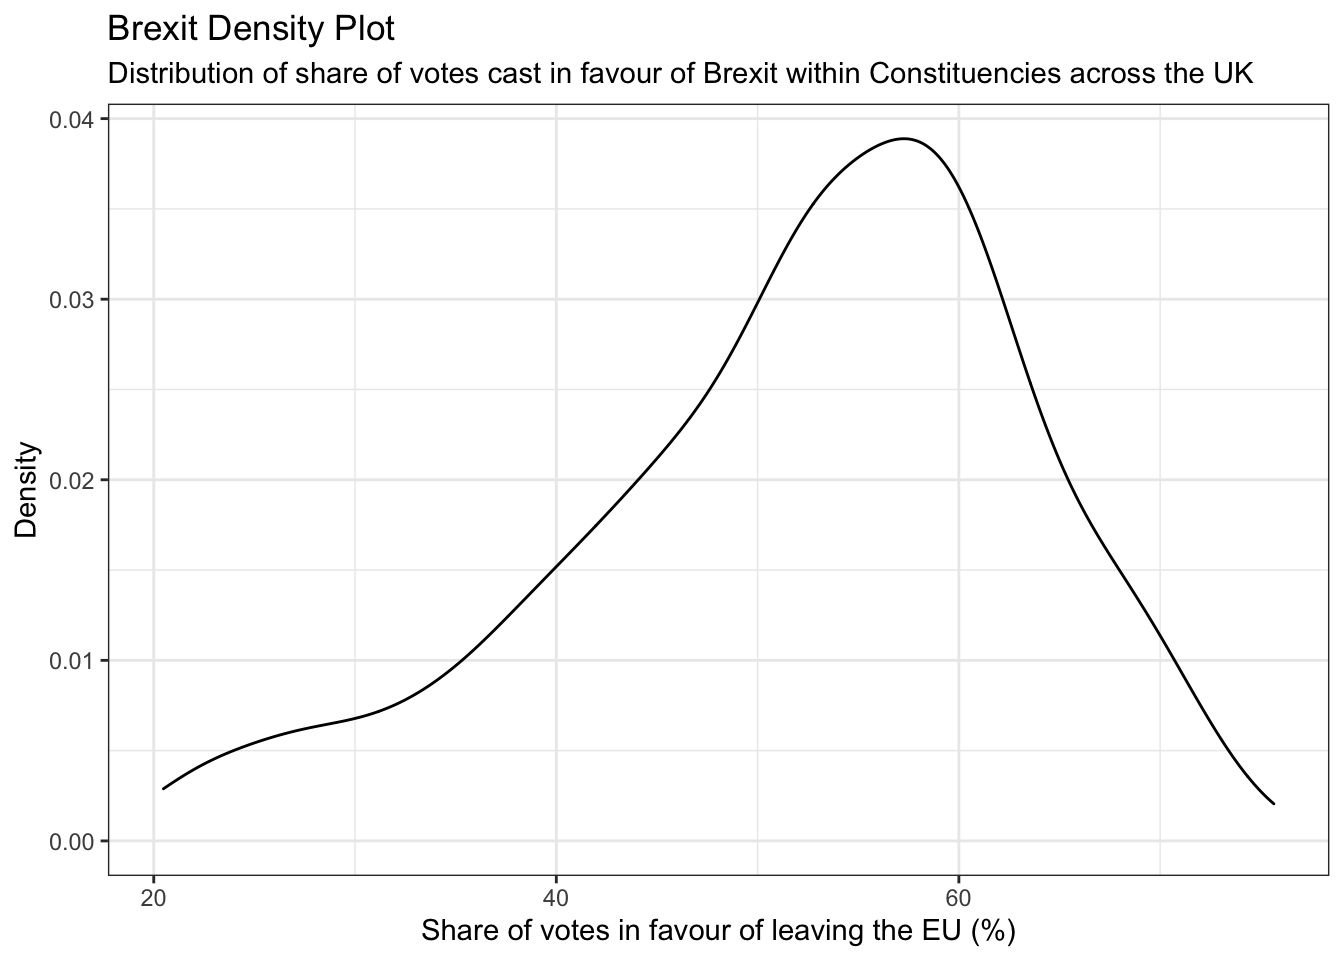 Brexit Density Plot
Distribution of share of votes cast in favour of Brexit within Constituencies across the UK
0.04
0.03
0.02
0.01
0.00
Density
20 40 60
Share of votes in favour of leaving the EU (%)